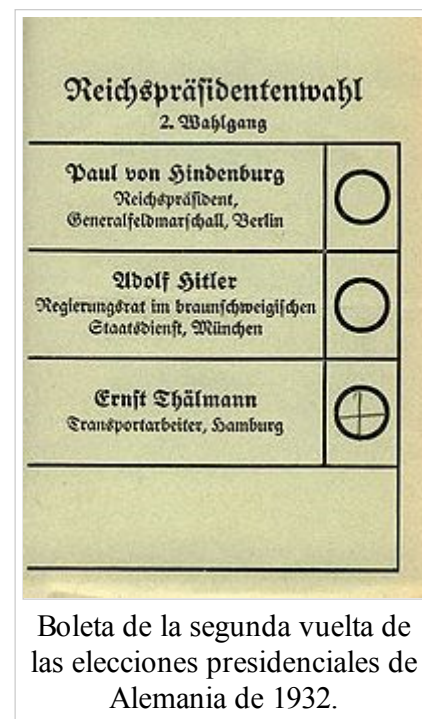 Reichspräsidentenwahl
2. Wahlgang
Paul von Hindenburg
Reichspräsident,
Generalfeldmarschall, Berlin
Adolf Hitler
Regierungsrat im braunschweigischen
Staatsdienst, München
Ernst Thälmann
Transportarbeiter, Hamburg
Boleta de la segunda vuelta de
las elecciones presidenciales de
Alemania de 1932.